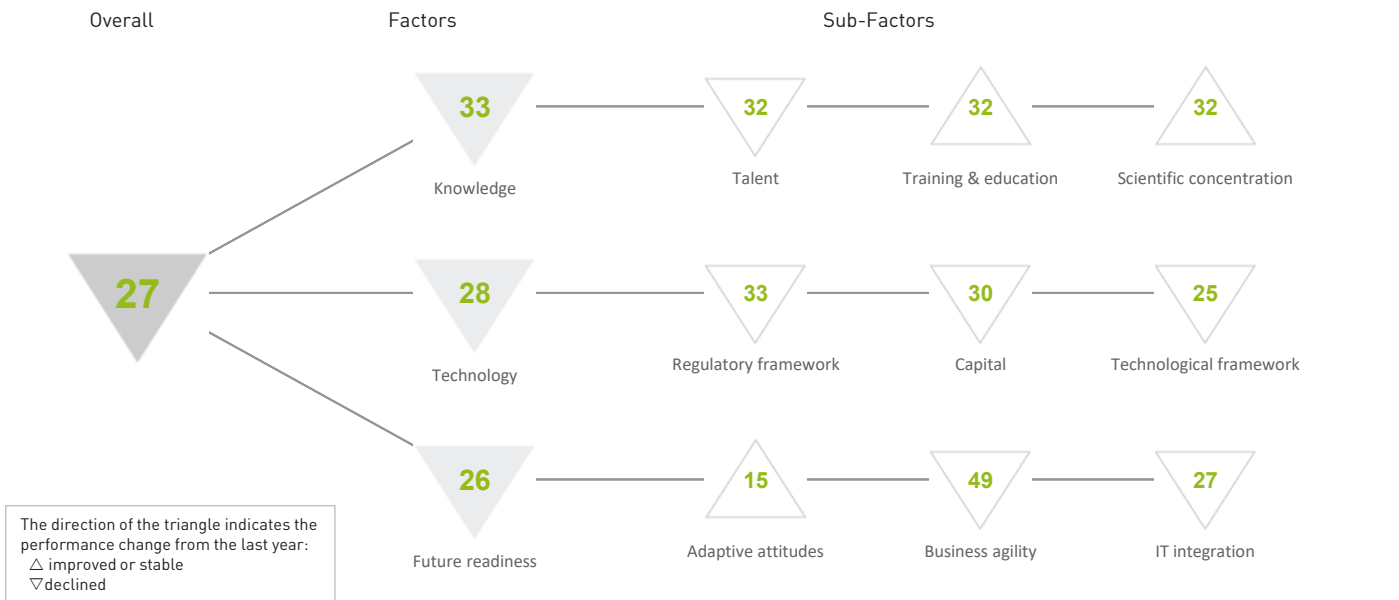 Overall
Factors
Sub-Factors
33
32
32
32
Knowledge
Talent
Training & education
Scientific concentration
27
28
33
30
25
Technology
Regulatory framework
Capital
Technological framework
26
15
49
27
Future readiness
Adaptive attitudes
Business agility
IT integration
The direction of the triangle indicates the
performance change from the last year:
△ improved or stable
▽declined